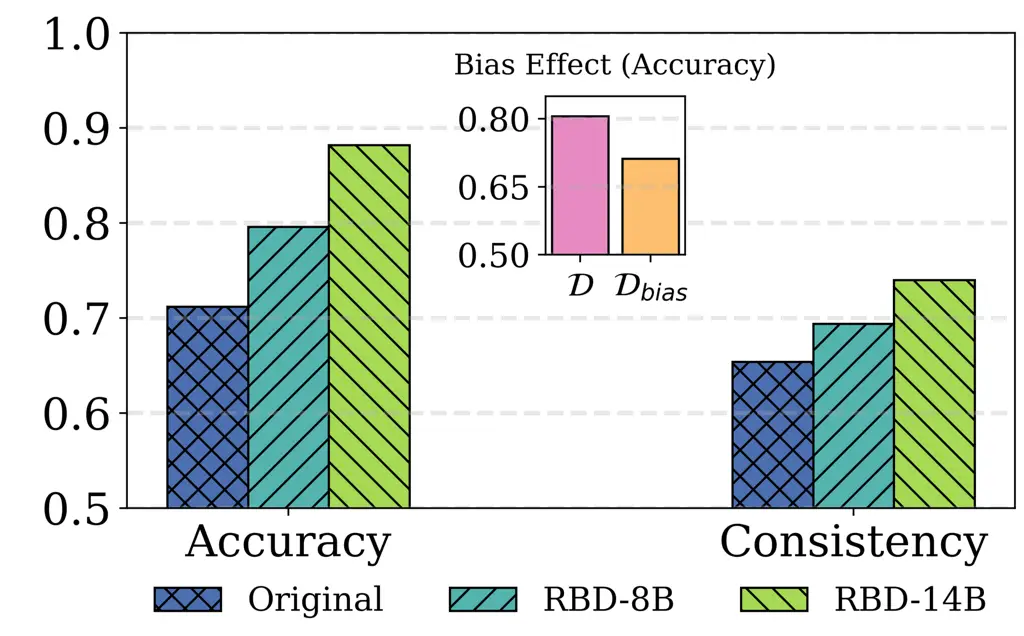 1.0
0.9
0.8
0.7
0.6
0.5
Bias Effect (Accuracy)
0.80
0.65
0.50
𝒟 𝒟bias
Accuracy Consistency
Original RBD-8B RBD-14B